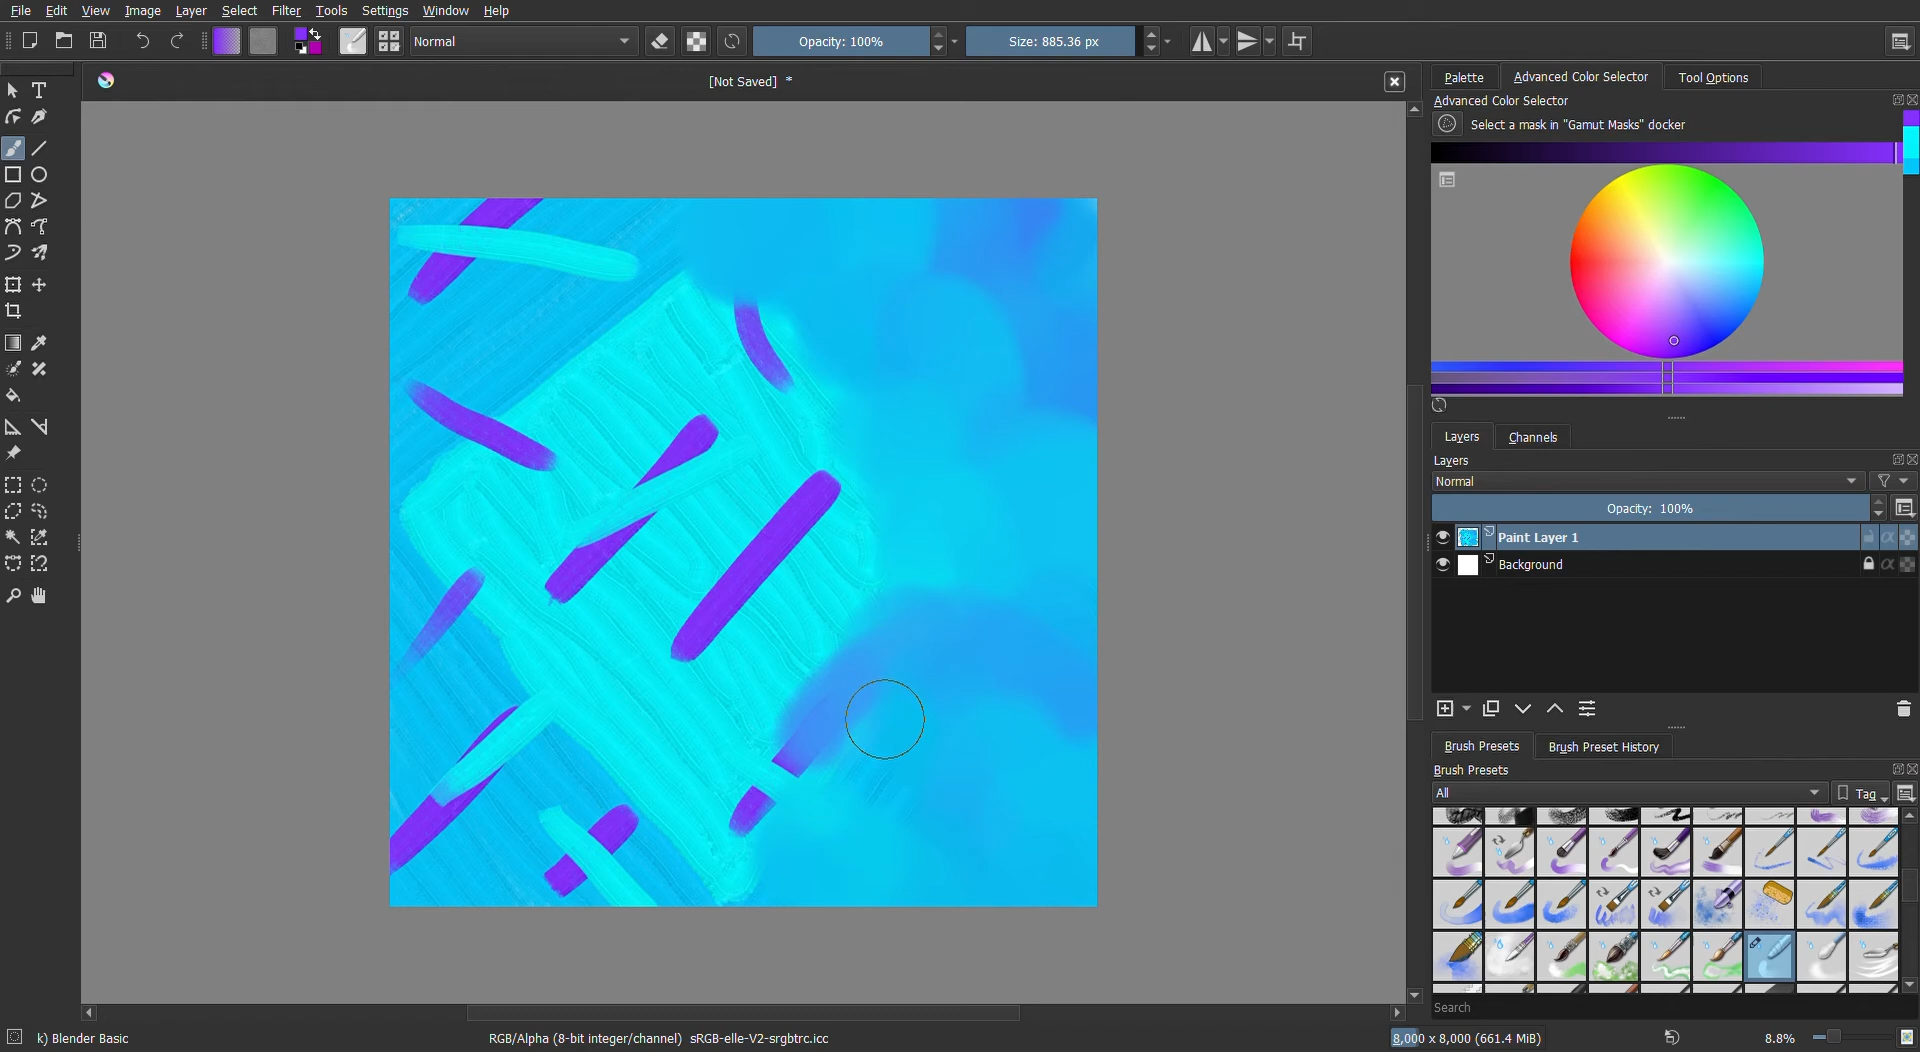 File Edit View Image Layer Select Filter Tools Settings Window Help
Normal
Opacity: 100%
Size: 885.36 px
[Not Saved] *
Palette
Advanced Color Selector
Tool Options
Advanced Color Selector
Select a mask in "Gamut Masks" docker
Layers
Channels
Layers
Normal
Opacity: 100%
Paint Layer 1
Background
Brush Presets
Brush Preset History
Brush Presets
All
Tag
Search
k) Blender Basic
RGB/Alpha (8-bit integer/channel) sRGB-elle-V2-srgbtrc.icc
8,000 x 8,000 (661.4 MiB)
8.8%